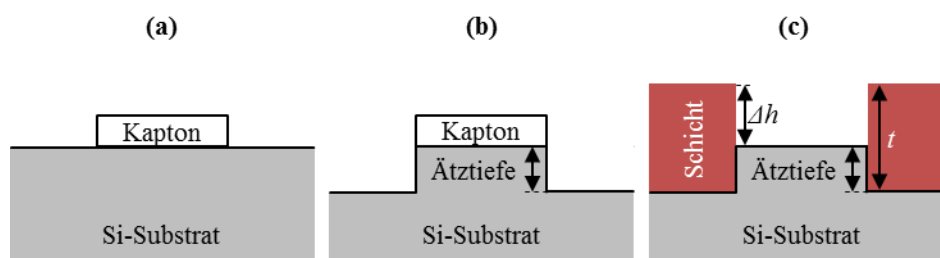 (a)
Kapton
Si-Substrat
(b)
Kapton
Ätztiefe
Si-Substrat
(c)
Schicht
Δh
t
Ätztiefe
Si-Substrat